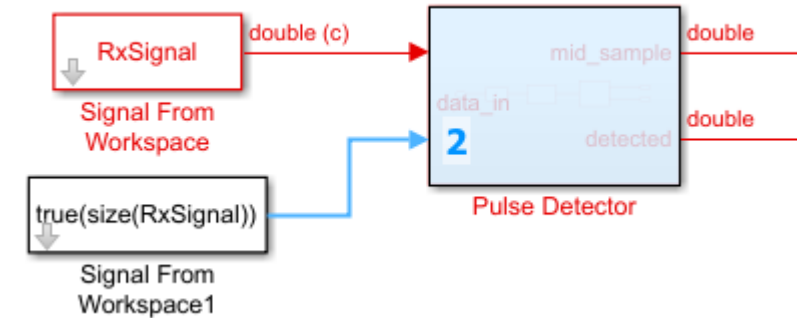 RxSignal
double (c)
Signal From
Workspace
true(size(RxSignal))
Signal From
Workspace1
mid_sample
data_in
2
detected
Pulse Detector
double
double